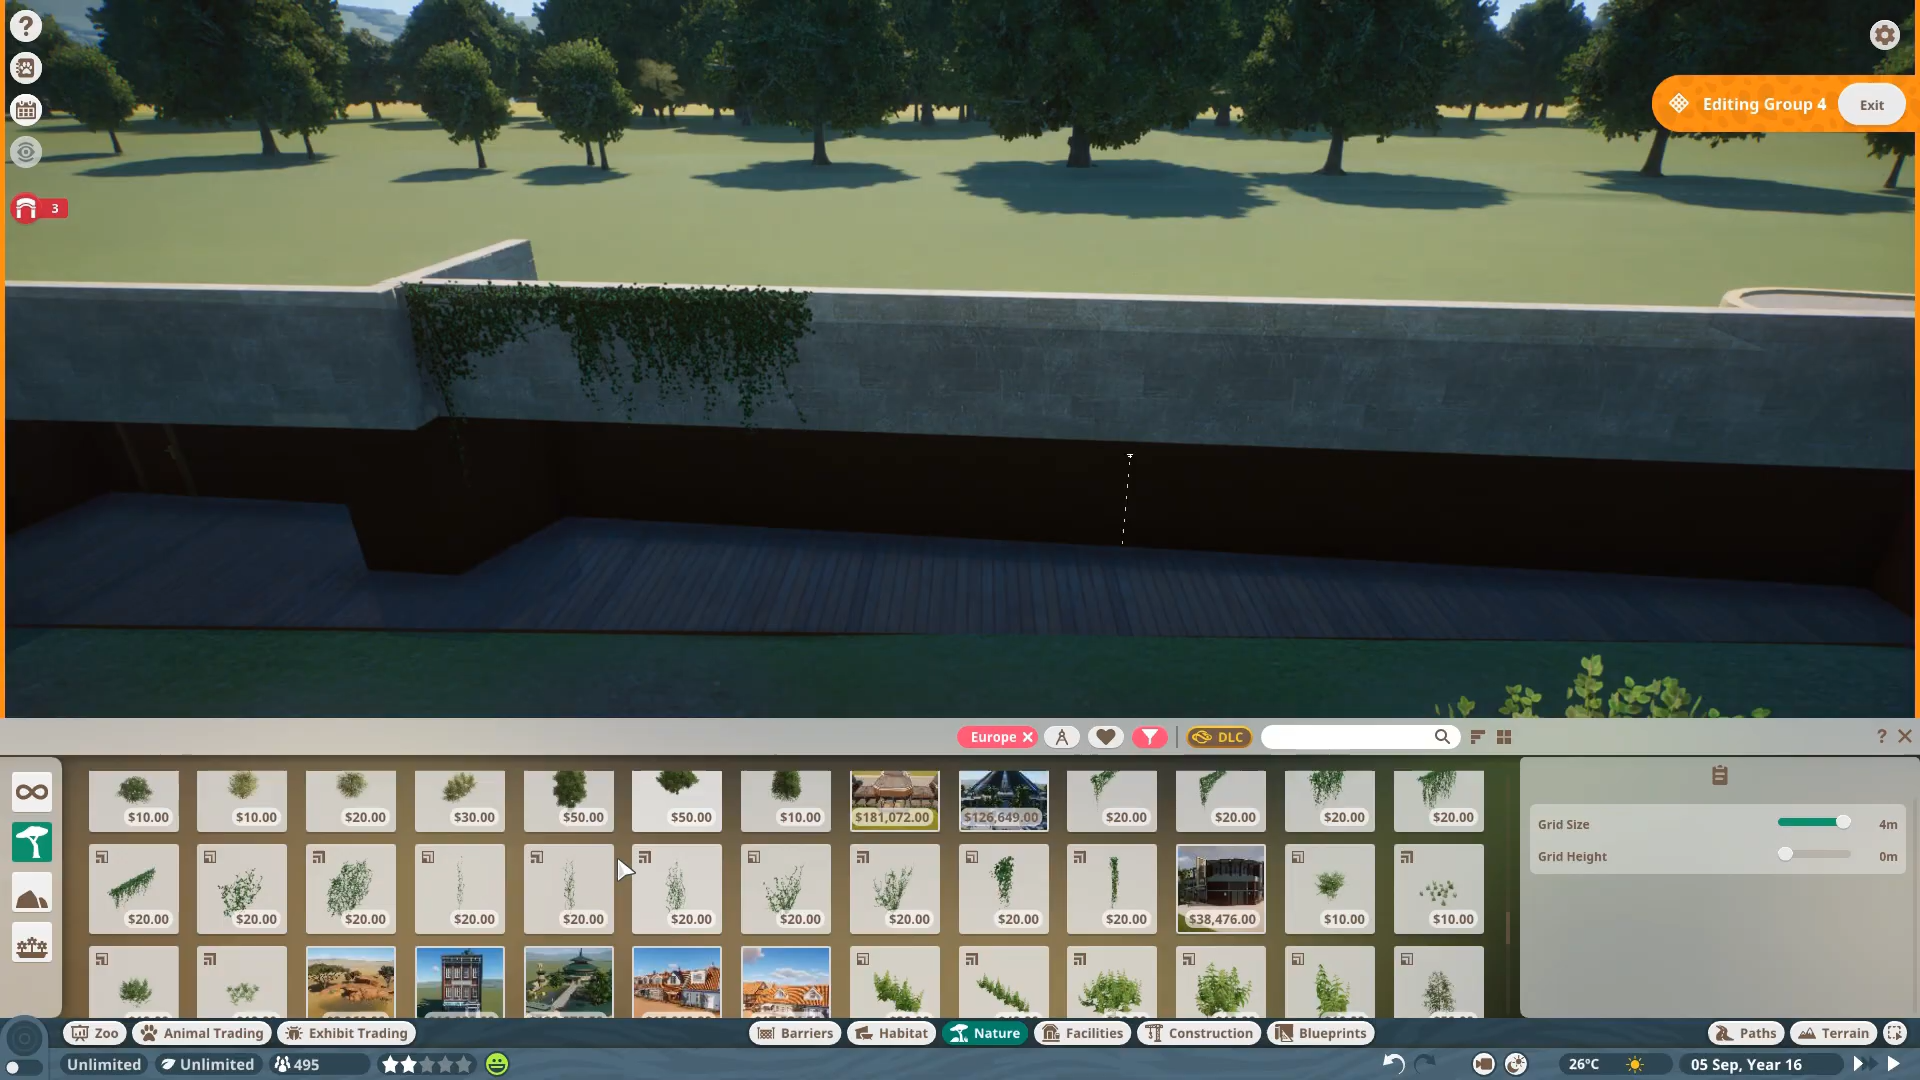 ?
Editing Group 4 Exit
3
Europe × DLC ? ×
$10.00 $10.00 $20.00 $30.00 $50.00 $50.00 $10.00 $181,072.00 $126,649.00 $20.00 $20.00 $20.00 $20.00
Grid Size 4m
Grid Height 0m
$20.00 $20.00 $20.00 $20.00 $20.00 $20.00 $20.00 $20.00 $20.00 $20.00 $38,476.00 $10.00 $10.00
Zoo Animal Trading Exhibit Trading Barriers Habitat Nature Facilities Construction Blueprints Paths Terrain
Unlimited Unlimited 495 26°C 05 Sep, Year 16